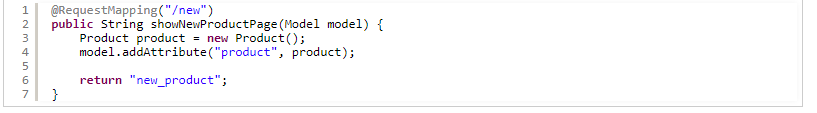 1 @RequestMapping("/new")
2 public String showNewProductPage(Model model) {
3     Product product = new Product();
4     model.addAttribute("product", product);
5
6     return "new_product";
7 }